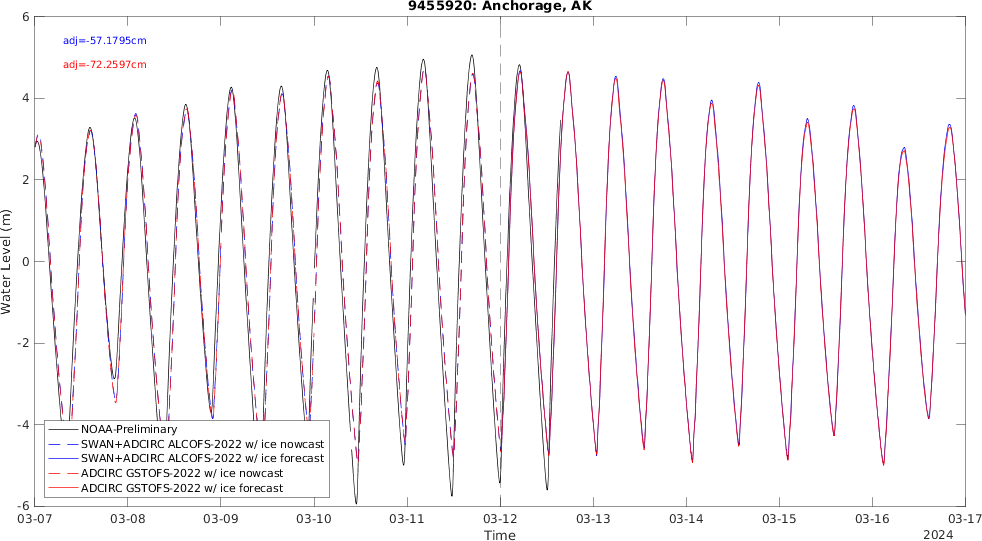 9455920: Anchorage, AK
adj=-57.1795cm
adj=-72.2597cm
6
4
2
0
-2
-4
-6
Water Level (m)
NOAA-Preliminary
SWAN+ADCIRC ALCOFS-2022 w/ ice nowcast
SWAN+ADCIRC ALCOFS-2022 w/ ice forecast
ADCIRC GSTOFS-2022 w/ ice nowcast
ADCIRC GSTOFS-2022 w/ ice forecast
03-07 03-08 03-09 03-10 03-11 03-12 03-13 03-14 03-15 03-16 03-17
Time
2024